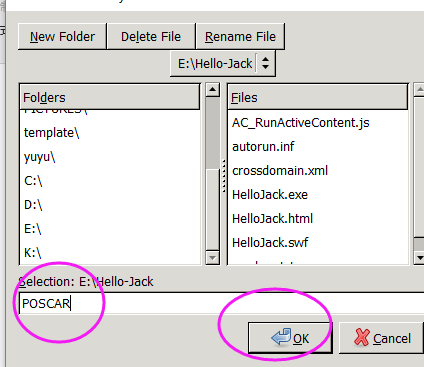 New Folder Delete File Rename File
E:\Hello-Jack
Folders
PICTURES\
template\
yuyu\
C:\
D:\
E:\
K:\
Files
AC_RunActiveContent.js
autorun.inf
crossdomain.xml
HelloJack.exe
HelloJack.html
HelloJack.swf
Selection: E:\Hello-Jack
POSCAR
OK Cancel